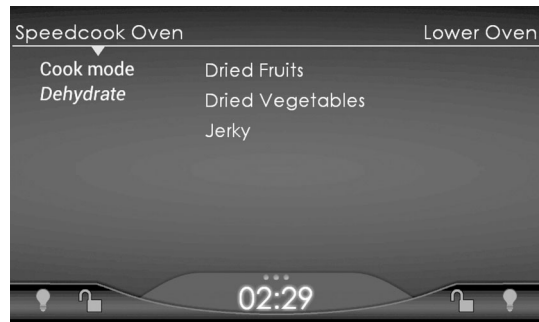 Speedcook Oven Lower Oven
Cook mode
Dehydrate
Dried Fruits
Dried Vegetables
Jerky
02:29